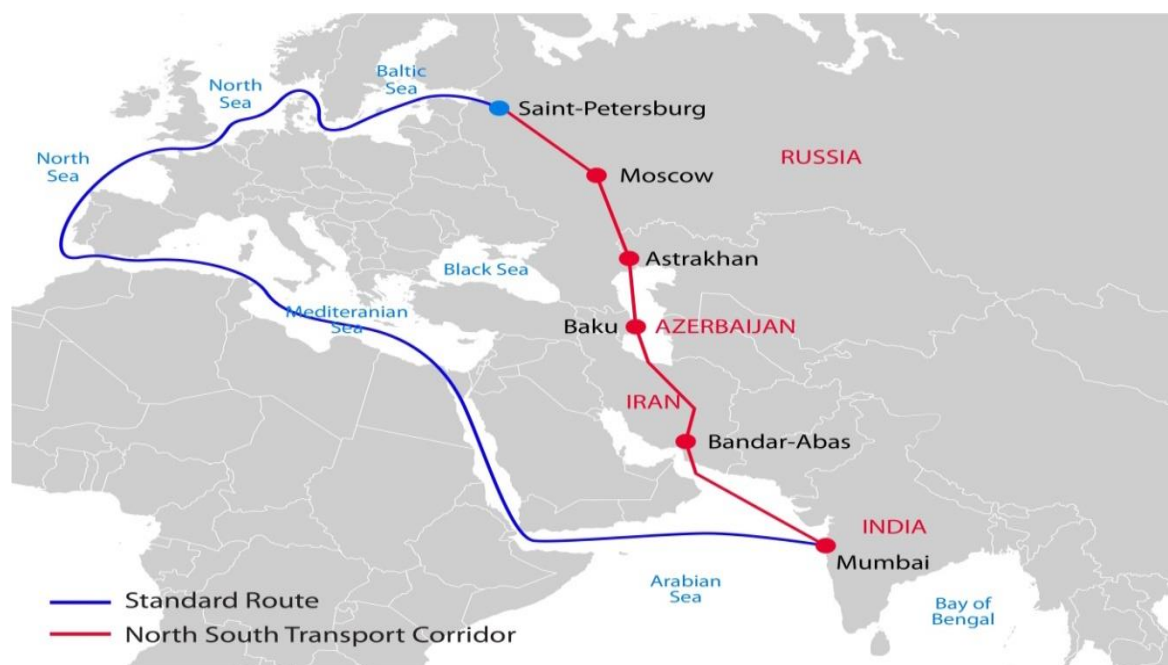 North
Sea
Baltic
Sea
Saint-Petersburg
North
Sea
RUSSIA
Moscow
Astrakhan
Black Sea
Mediteranian
Sea
Baku
AZERBAIJAN
IRAN
Bandar-Abas
INDIA
Mumbai
Arabian
Sea
Bay of
Bengal
Standard Route
North South Transport Corridor